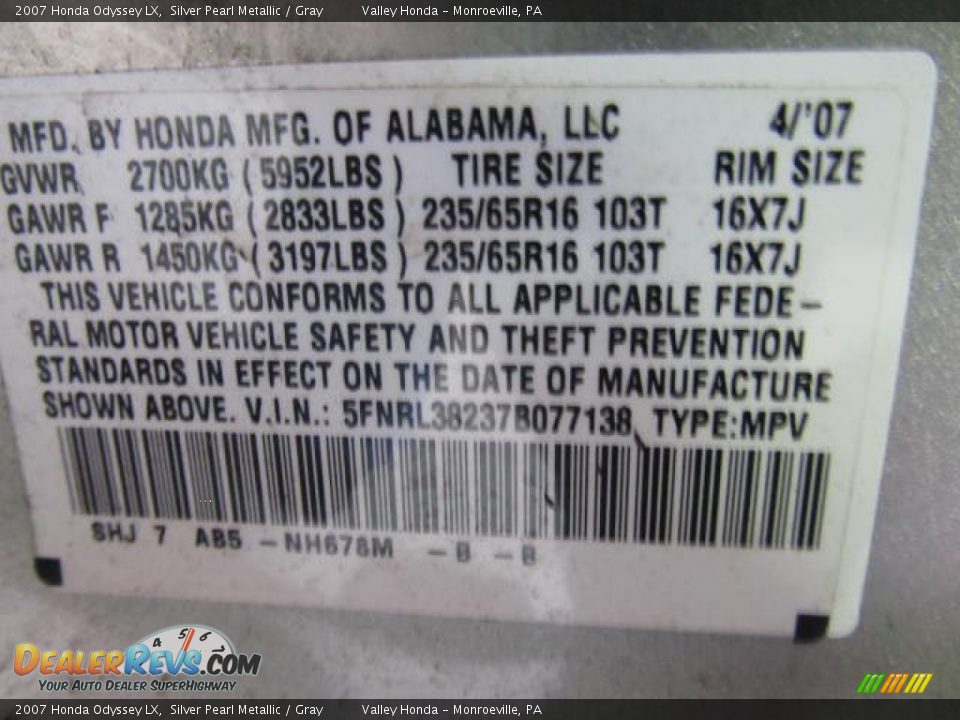 2007 Honda Odyssey LX, Silver Pearl Metallic / Gray Valley Honda - Monroeville, PA
MFD. BY HONDA MFG. OF ALABAMA, LLC 4/'07
GVWR 2700KG (5952LBS) TIRE SIZE RIM SIZE
GAWR F 1285KG (2833LBS) 235/65R16 103T 16X7J
GAWR R 1450KG (3197LBS) 235/65R16 103T 16X7J
THIS VEHICLE CONFORMS TO ALL APPLICABLE FEDE-
RAL MOTOR VEHICLE SAFETY AND THEFT PREVENTION
STANDARDS IN EFFECT ON THE DATE OF MANUFACTURE
SHOWN ABOVE. V.I.N.: 5FNRL38237B077138 TYPE:MPV
SHJ 7 AB5 -NH678M -B -B
4 5 6
DEALERREVS.COM
YOUR AUTO DEALER SUPERHIGHWAY
2007 Honda Odyssey LX, Silver Pearl Metallic / Gray Valley Honda - Monroeville, PA